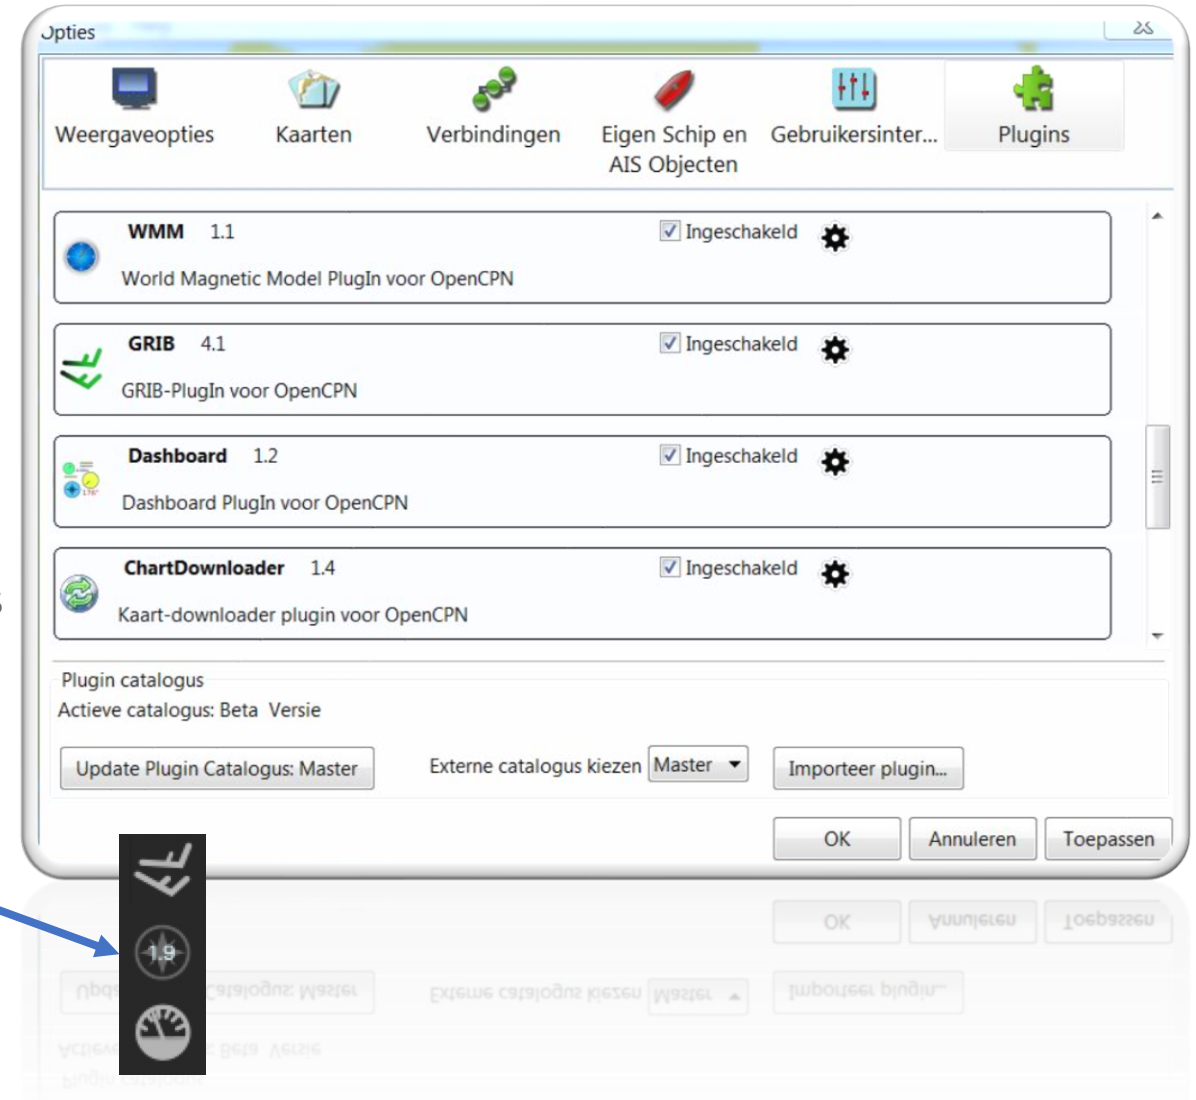 Opties
Weergaveopties
Kaarten
Verbindingen
Eigen Schip en
AIS Objecten
Gebruikersinter...
Plugins
WMM 1.1
Ingeschakeld
World Magnetic Model PlugIn voor OpenCPN
GRIB 4.1
Ingeschakeld
GRIB-PlugIn voor OpenCPN
Dashboard 1.2
Ingeschakeld
Dashboard PlugIn voor OpenCPN
ChartDownloader 1.4
Ingeschakeld
Kaart-downloader plugin voor OpenCPN
Plugin catalogus
Actieve catalogus: Beta Versie
Update Plugin Catalogus: Master
Externe catalogus kiezen Master
Importeer plugin...
OK
Annuleren
Toepassen
1.9